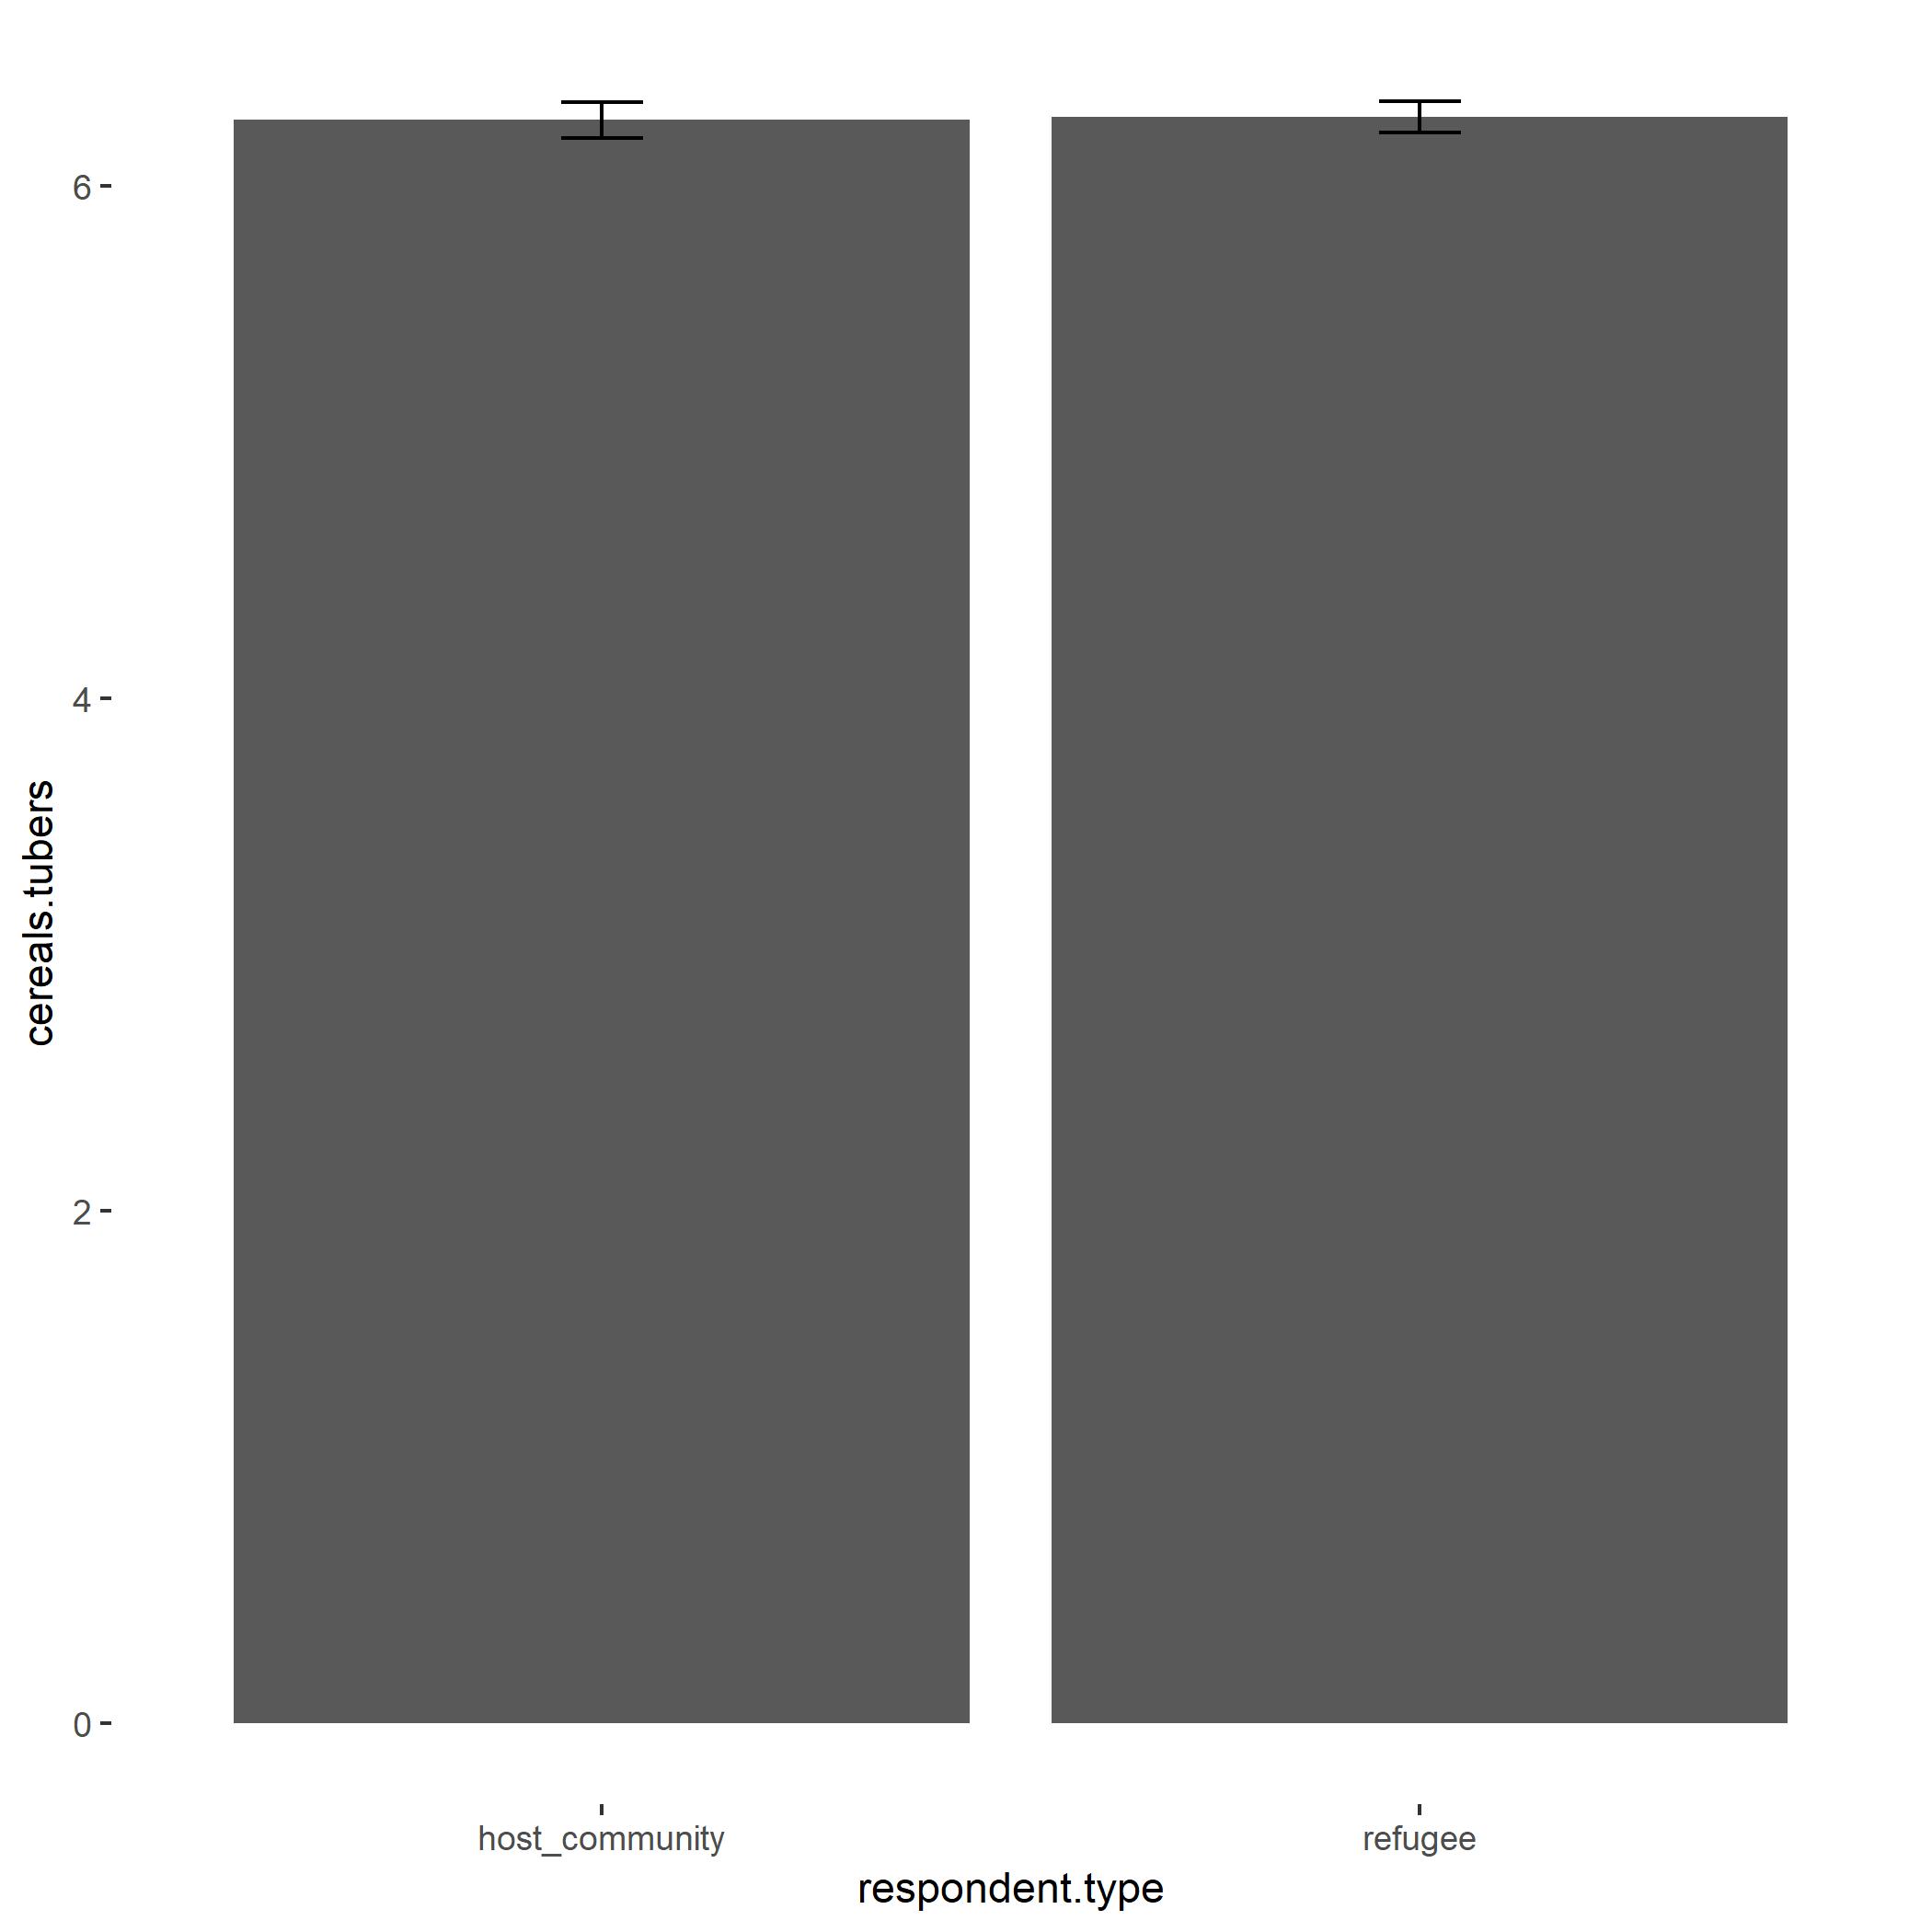 6
4
2
0
cereals.tubers
host_community
refugee
respondent.type